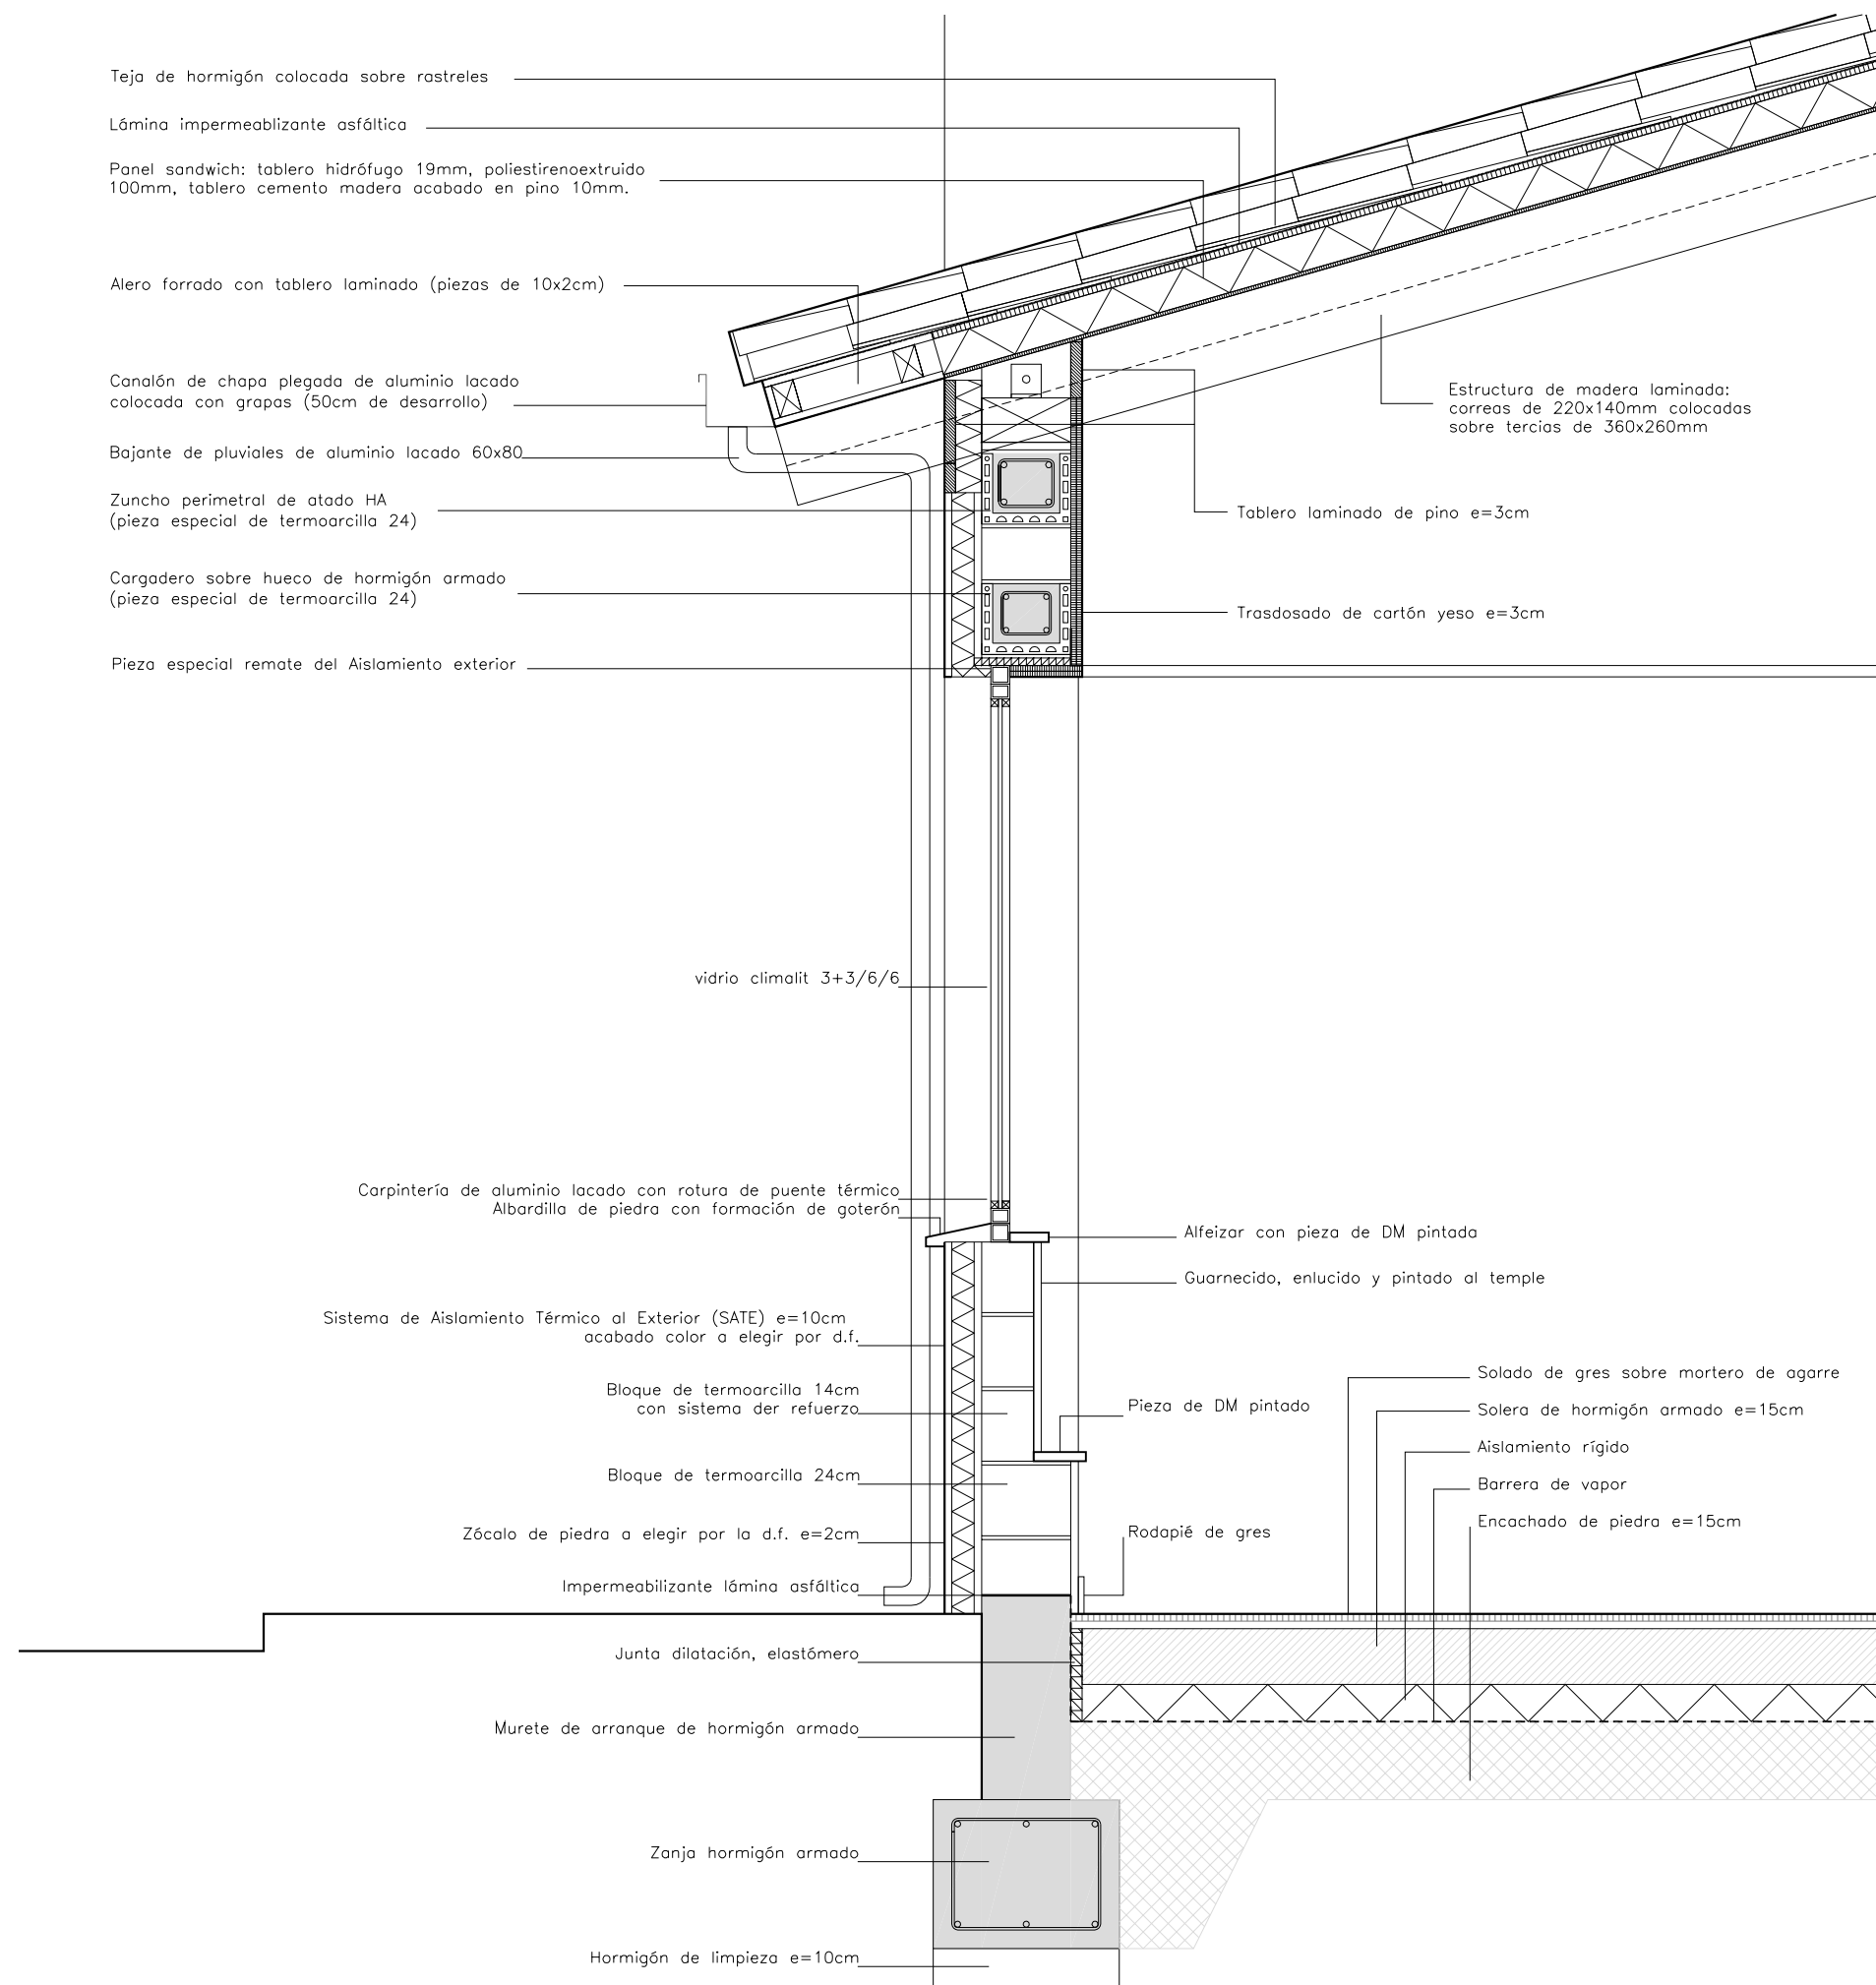 Teja de hormigón colocada sobre rastreles
Lámina impermeablizante asfáltica
Panel sandwich: tablero hidrófugo 19mm, poliestirenoextruido
100mm, tablero cemento madera acabado en pino 10mm.
Alero forrado con tablero laminado (piezas de 10x2cm)
Canalón de chapa plegada de aluminio lacado
colocada con grapas (50cm de desarrollo)
Bajante de pluviales de aluminio lacado 60x80
Zuncho perimetral de atado HA
(pieza especial de termoarcilla 24)
Cargadero sobre hueco de hormigón armado
(pieza especial de termoarcilla 24)
Pieza especial remate del Aislamiento exterior
Estructura de madera laminada:
correas de 220x140mm colocadas
sobre tercias de 360x260mm
Tablero laminado de pino e=3cm
Trasdosado de cartón yeso e=3cm
vidrio climalit 3+3/6/6
Carpintería de aluminio lacado con rotura de puente térmico
Albardilla de piedra con formación de goterón
Sistema de Aislamiento Térmico al Exterior (SATE) e=10cm
acabado color a elegir por d.f.
Bloque de termoarcilla 14cm
con sistema der refuerzo
Bloque de termoarcilla 24cm
Zócalo de piedra a elegir por la d.f. e=2cm
Impermeabilizante lámina asfáltica
Junta dilatación, elastómero
Murete de arranque de hormigón armado
Zanja hormigón armado
Hormigón de limpieza e=10cm
Alfeizar con pieza de DM pintada
Guarnecido, enlucido y pintado al temple
Pieza de DM pintado
Rodapié de gres
Solado de gres sobre mortero de agarre
Solera de hormigón armado e=15cm
Aislamiento rígido
Barrera de vapor
Encachado de piedra e=15cm